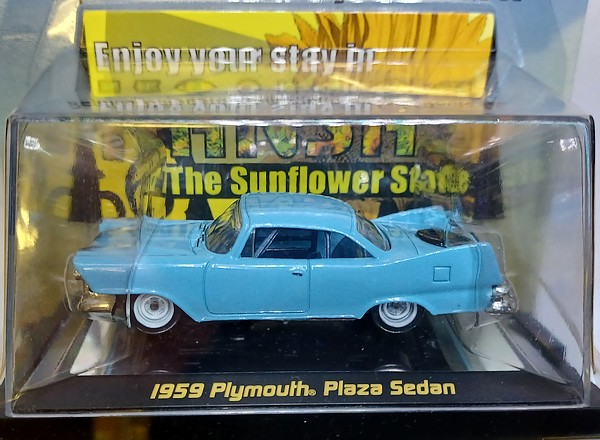 Enjoy your stay in
The Sunflower State
1959 Plymouth® Plaza Sedan